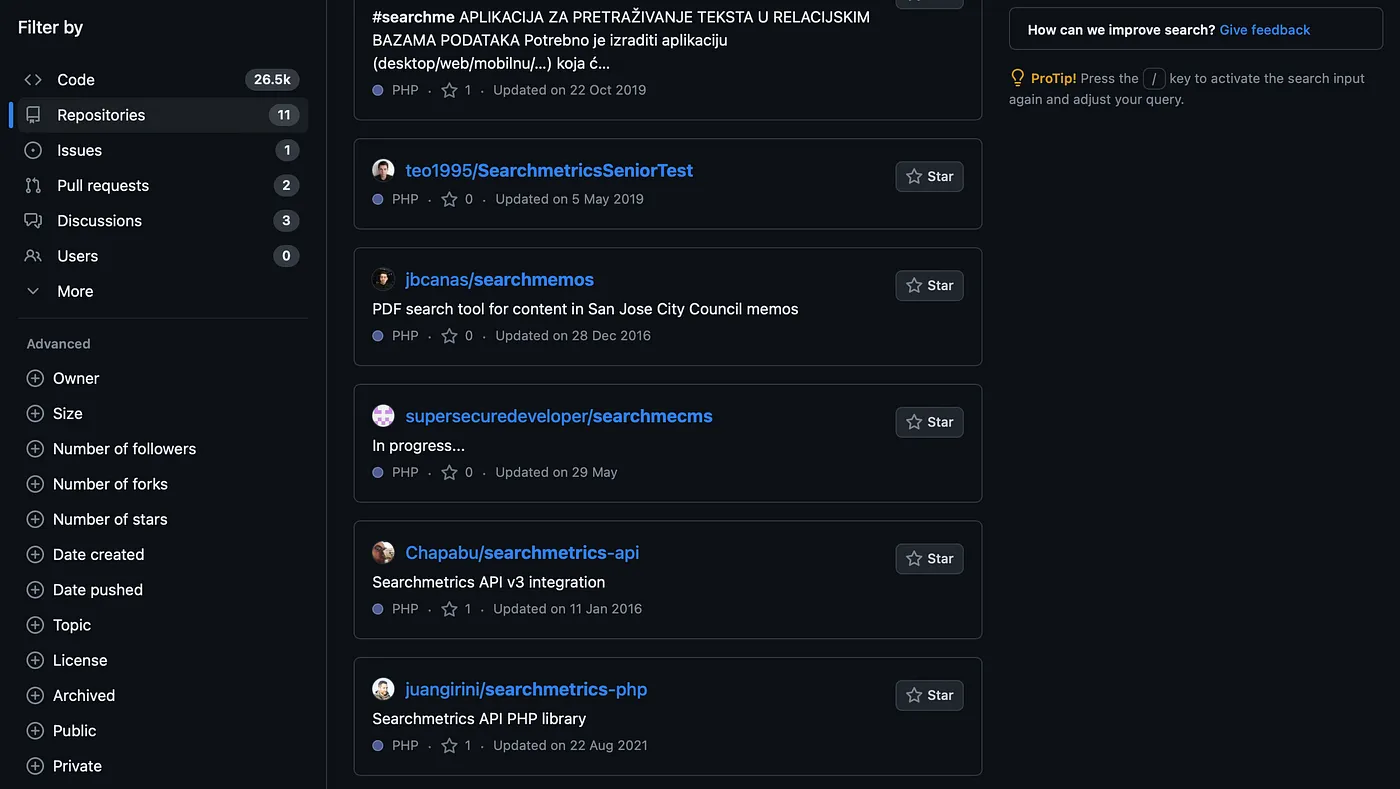 Filter by
Code 26.5k
Repositories 11
Issues 1
Pull requests 2
Discussions 3
Users 0
More
Advanced
Owner
Size
Number of followers
Number of forks
Number of stars
Date created
Date pushed
Topic
License
Archived
Public
Private
#searchme APLIKACIJA ZA PRETRAŽIVANJE TEKSTA U RELACIJSKIM
BAZAMA PODATAKA Potrebno je izraditi aplikaciju
(desktop/web/mobilnu/...) koja ć...
PHP · 1 · Updated on 22 Oct 2019
teo1995/SearchmetricsSeniorTest
Star
PHP · 0 · Updated on 5 May 2019
jbcanas/searchmemos
Star
PDF search tool for content in San Jose City Council memos
PHP · 0 · Updated on 28 Dec 2016
supersecuredeveloper/searchmecms
Star
In progress...
PHP · 0 · Updated on 29 May
Chapabu/searchmetrics-api
Star
Searchmetrics API v3 integration
PHP · 1 · Updated on 11 Jan 2016
juangirini/searchmetrics-php
Star
Searchmetrics API PHP library
PHP · 1 · Updated on 22 Aug 2021
How can we improve search? Give feedback
ProTip! Press the / key to activate the search input
again and adjust your query.